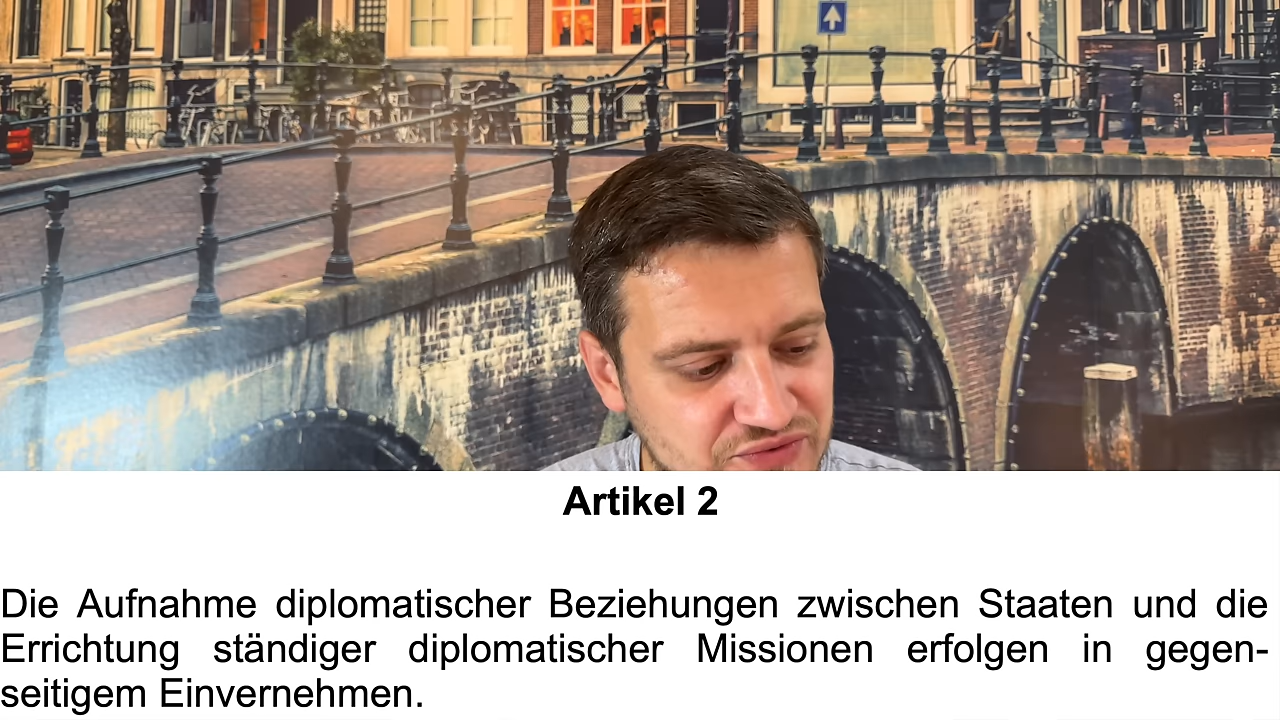 Artikel 2
Die Aufnahme diplomatischer Beziehungen zwischen Staaten und die
Errichtung ständiger diplomatischer Missionen erfolgen in gegen-
seitigem Einvernehmen.